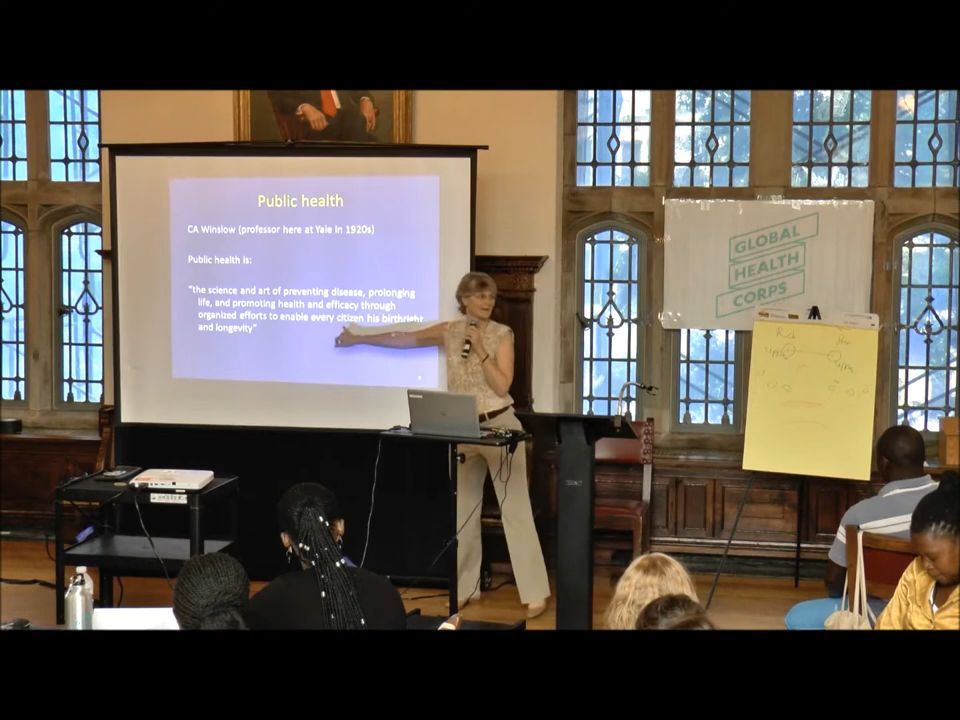 Public health
CA Winslow (professor here at Yale in 1920s)
Public health is:
"the science and art of preventing disease, prolonging
life, and promoting health and efficacy through
organized efforts to enable every citizen his birthright
and longevity"
GLOBAL
HEALTH
CORPS
Rich